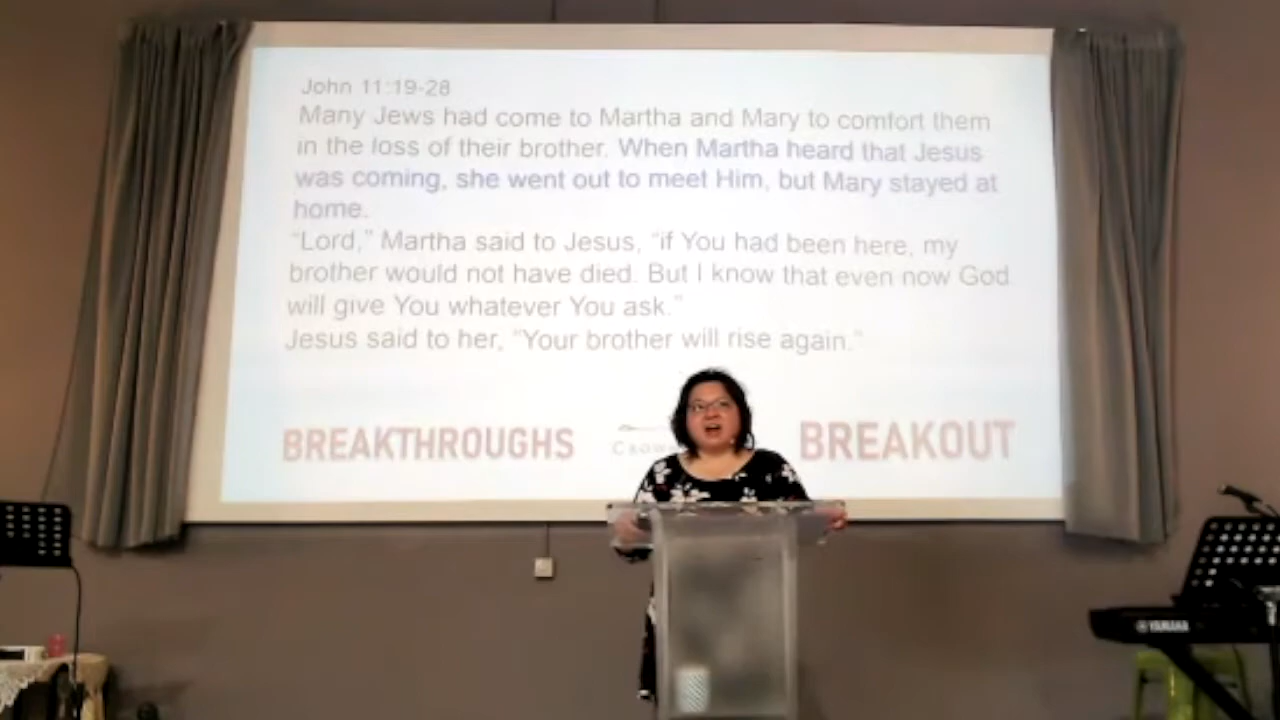 John 11:19-28
Many Jews had come to Martha and Mary to comfort them
in the loss of their brother. When Martha heard that Jesus
was coming, she went out to meet Him, but Mary stayed at
home.
“Lord,” Martha said to Jesus, “if You had been here, my
brother would not have died. But I know that even now God
will give You whatever You ask.”
Jesus said to her, “Your brother will rise again.”
BREAKTHROUGHS
BREAKOUT
YAMAHA